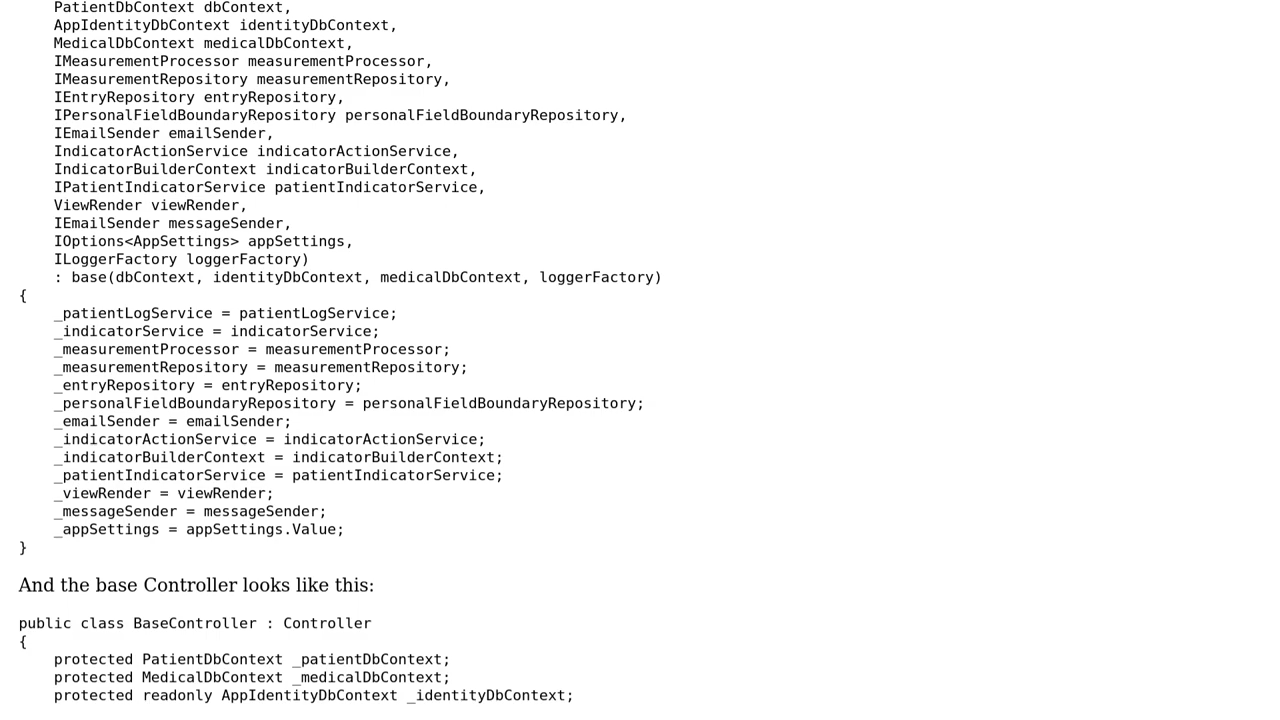 PatientDbContext dbContext,
AppIdentityDbContext identityDbContext,
MedicalDbContext medicalDbContext,
IMeasurementProcessor measurementProcessor,
IMeasurementRepository measurementRepository,
IEntryRepository entryRepository,
IPersonalFieldBoundaryRepository personalFieldBoundaryRepository,
IEmailSender emailSender,
IndicatorActionService indicatorActionService,
IndicatorBuilderContext indicatorBuilderContext,
IPatientIndicatorService patientIndicatorService,
ViewRender viewRender,
IEmailSender messageSender,
IOptions<AppSettings> appSettings,
ILoggerFactory loggerFactory)
: base(dbContext, identityDbContext, medicalDbContext, loggerFactory)
{
_patientLogService = patientLogService;
_indicatorService = indicatorService;
_measurementProcessor = measurementProcessor;
_measurementRepository = measurementRepository;
_entryRepository = entryRepository;
_personalFieldBoundaryRepository = personalFieldBoundaryRepository;
_emailSender = emailSender;
_indicatorActionService = indicatorActionService;
_indicatorBuilderContext = indicatorBuilderContext;
_patientIndicatorService = patientIndicatorService;
_viewRender = viewRender;
_messageSender = messageSender;
_appSettings = appSettings.Value;
}
And the base Controller looks like this:
public class BaseController : Controller
{
protected PatientDbContext _patientDbContext;
protected MedicalDbContext _medicalDbContext;
protected readonly AppIdentityDbContext _identityDbContext;